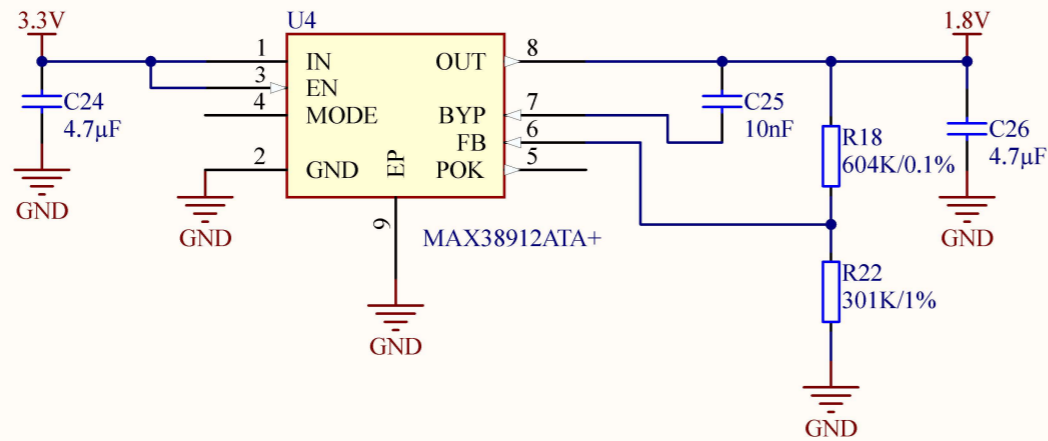 3.3V
U4
1.8V
1
IN
OUT
8
3
EN
C24
4.7µF
4
MODE
BYP
7
C25
10nF
FB
6
R18
604K/0.1%
C26
4.7µF
2
GND
EP
POK
5
GND
GND
GND
9
MAX38912ATA+
R22
301K/1%
GND
GND